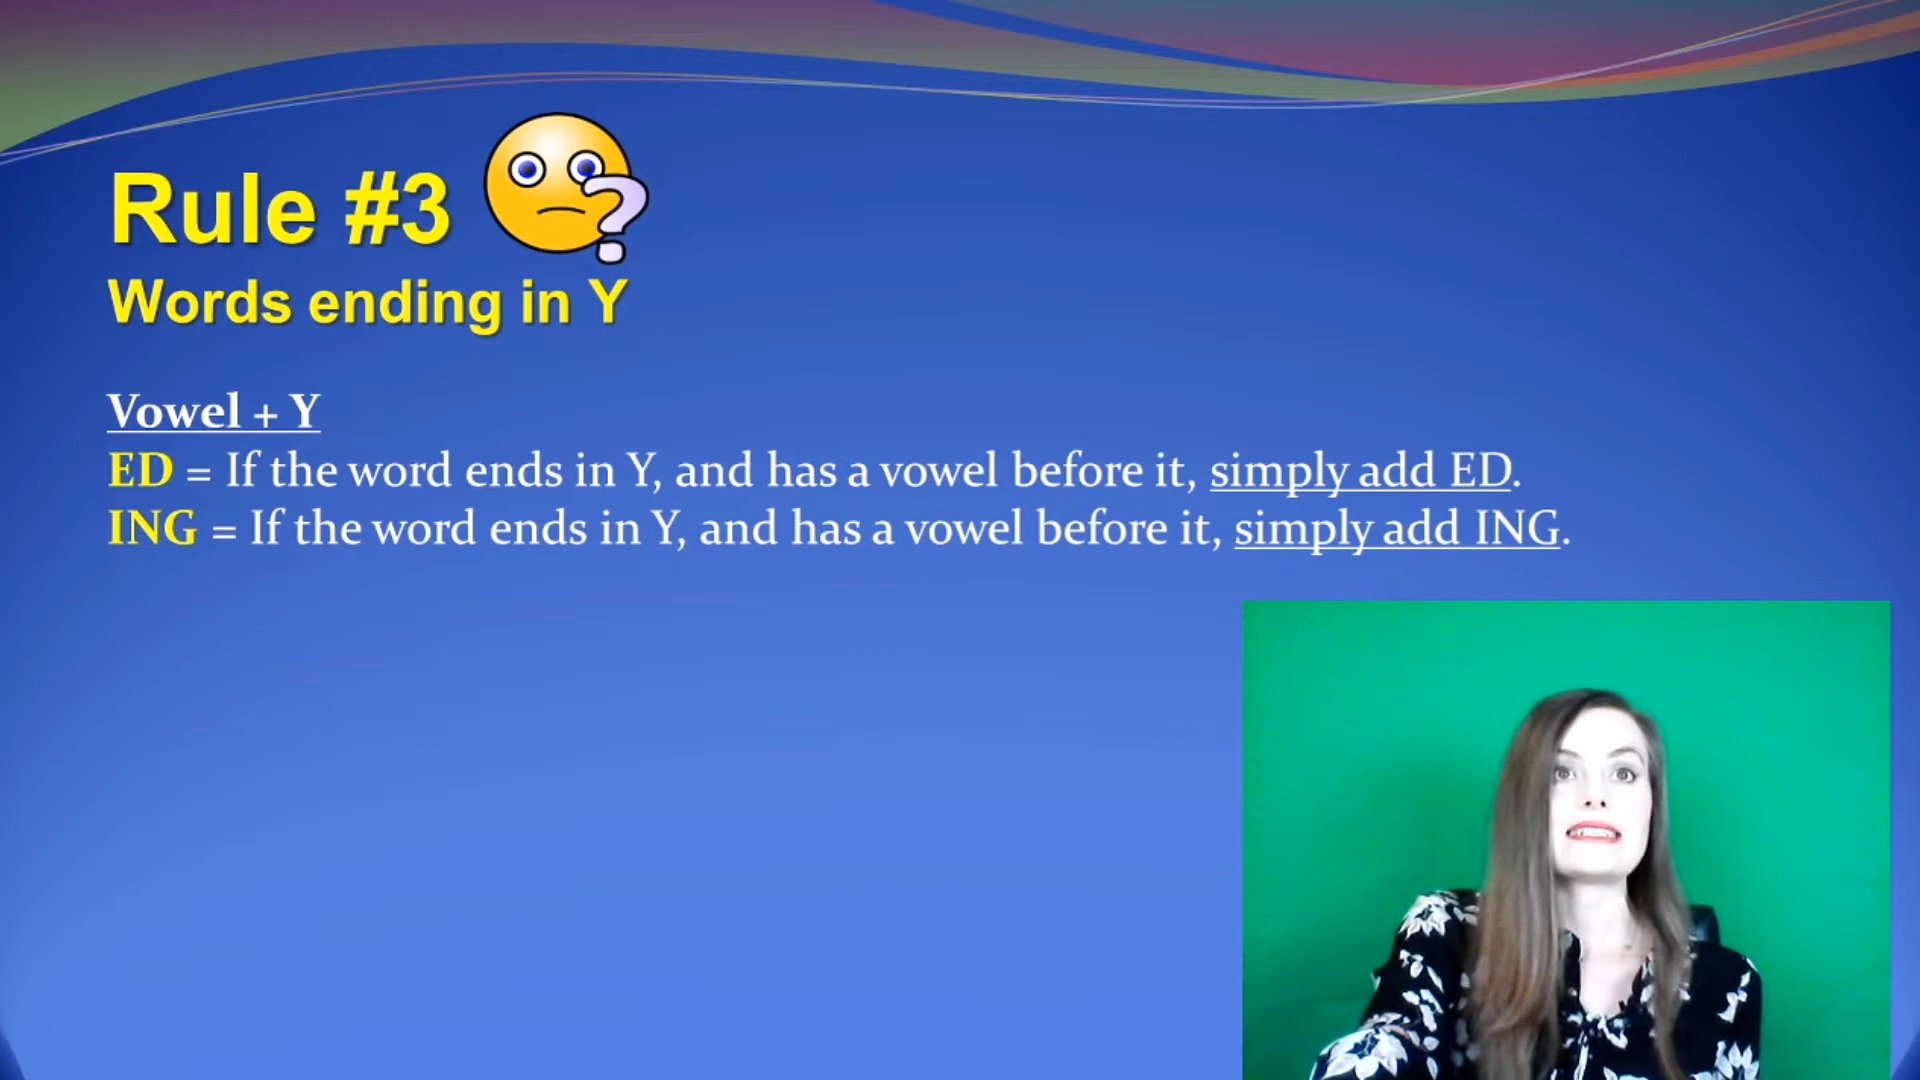 Rule #3
Words ending in Y
Vowel + Y
ED = If the word ends in Y, and has a vowel before it, simply add ED.
ING = If the word ends in Y, and has a vowel before it, simply add ING.